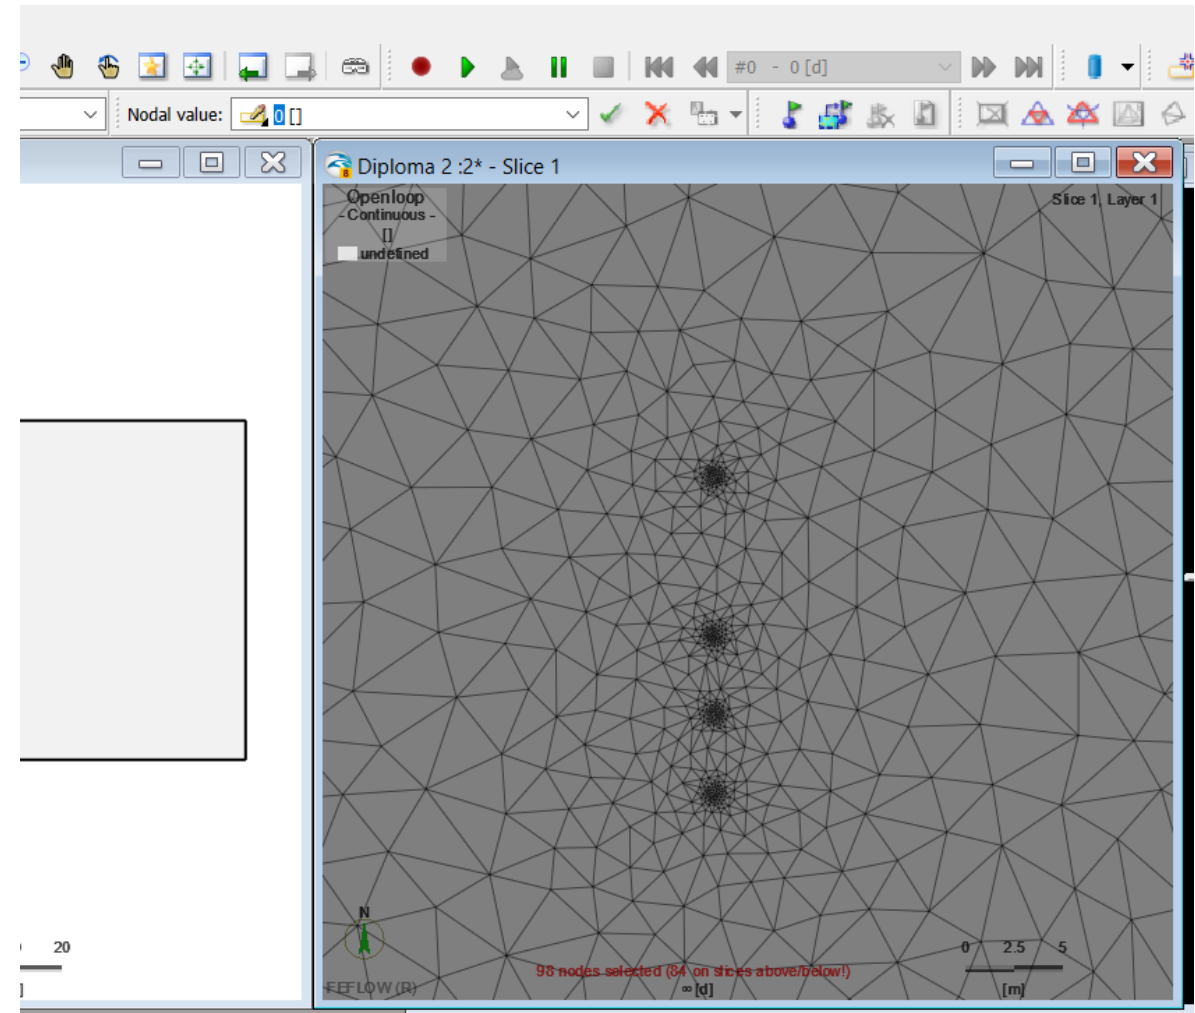 #0 - 0 [d]
Nodal value: 0 []
Diploma 2 :2* - Slice 1
Openloop
- Continuous -
[]
undefined
Slice 1, Layer 1
20
]
N
0 2.5 5
98 nodes selected (84 on slices above/below!)
FEFLOW (R)
∞ [d]
[m]